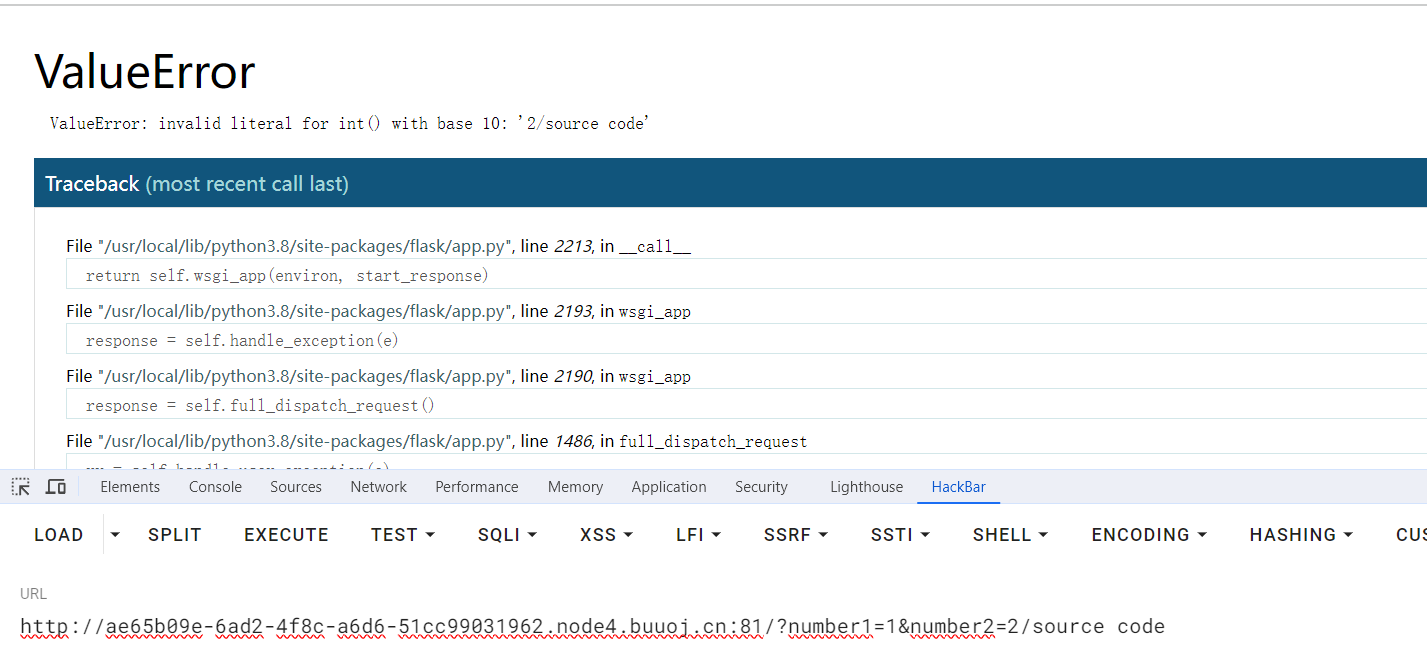 ValueError
ValueError: invalid literal for int() with base 10: '2/source code'
Traceback (most recent call last)
File "/usr/local/lib/python3.8/site-packages/flask/app.py", line 2213, in __call__
return self.wsgi_app(environ, start_response)
File "/usr/local/lib/python3.8/site-packages/flask/app.py", line 2193, in wsgi_app
response = self.handle_exception(e)
File "/usr/local/lib/python3.8/site-packages/flask/app.py", line 2190, in wsgi_app
response = self.full_dispatch_request()
File "/usr/local/lib/python3.8/site-packages/flask/app.py", line 1486, in full_dispatch_request
Elements Console Sources Network Performance Memory Application Security Lighthouse HackBar
LOAD SPLIT EXECUTE TEST SQLI XSS LFI SSRF SSTI SHELL ENCODING HASHING CUS
URL
http://ae65b09e-6ad2-4f8c-a6d6-51cc99031962.node4.buuoj.cn:81/?number1=1&number2=2/source code